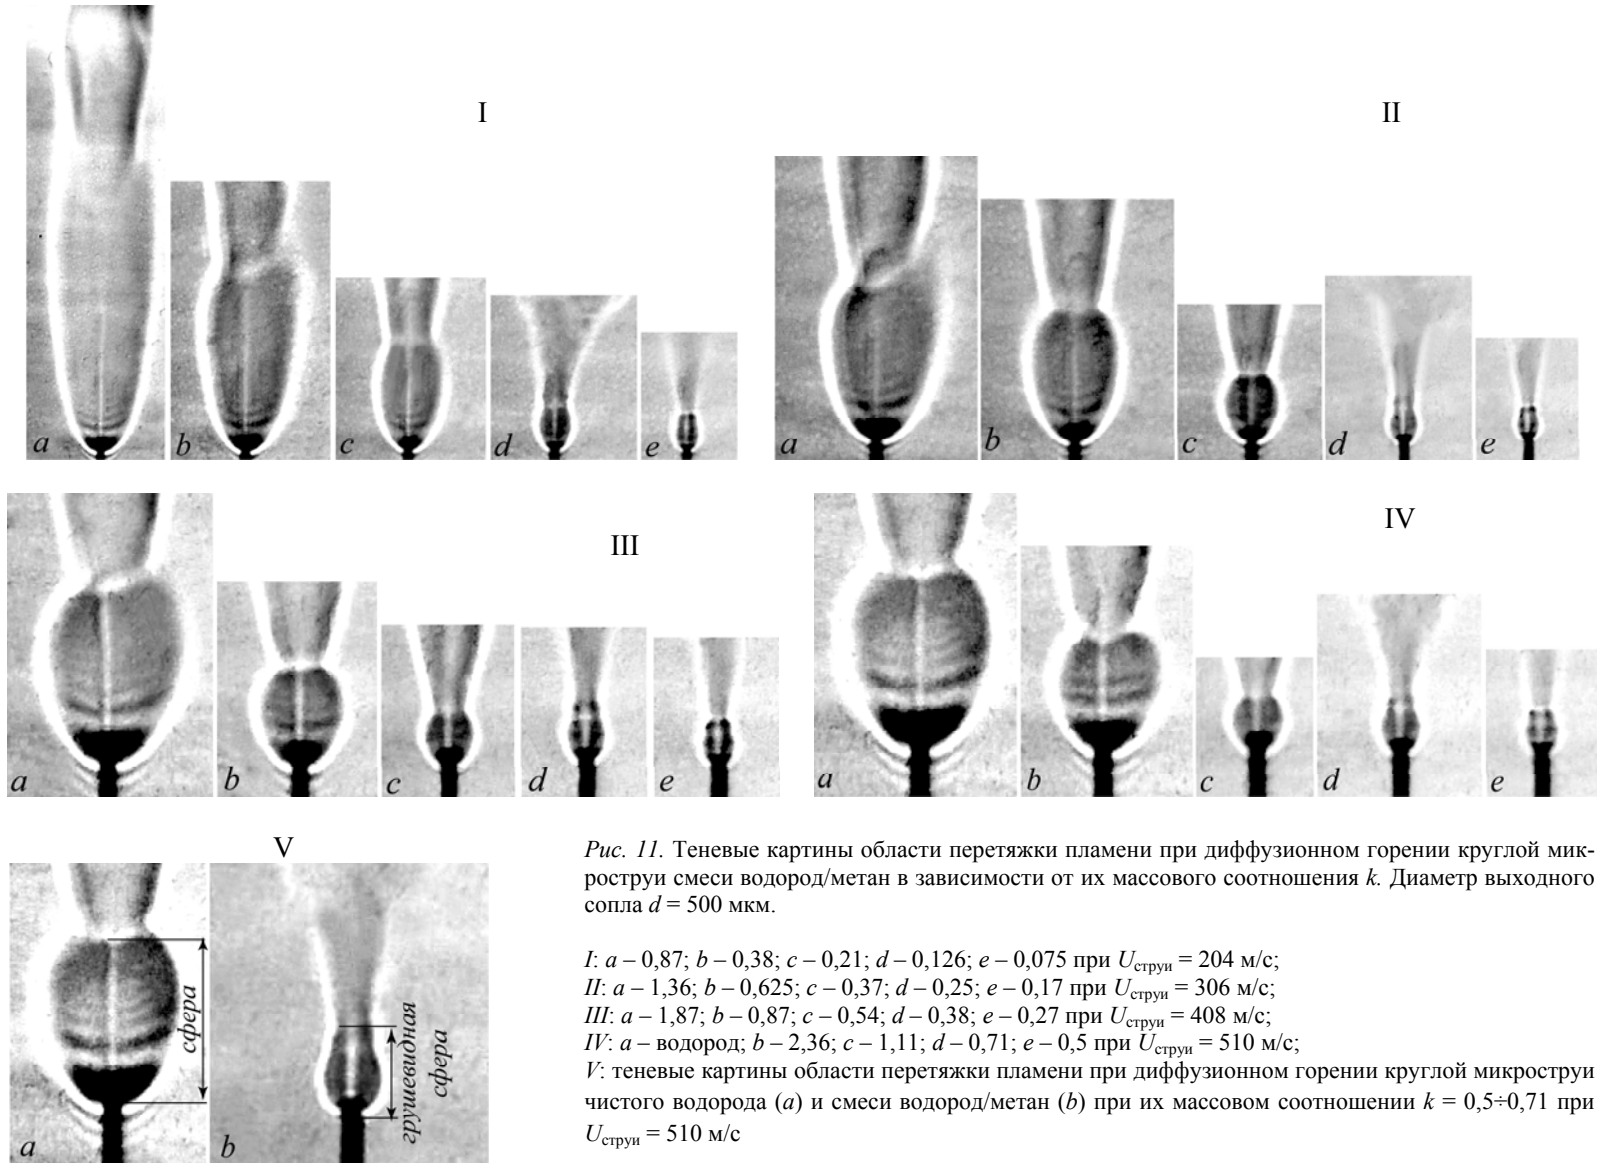 I
II
a
b
c
d
e
a
b
c
d
e
III
IV
a
b
c
d
e
a
b
c
d
e
V
сфера
грушевидная
сфера
a
b
Рис. 11. Теневые картины области перетяжки пламени при диффузионном горении круглой мик-
роструи смеси водород/метан в зависимости от их массового соотношения k. Диаметр выходного
сопла d = 500 мкм.
I: a – 0,87; b – 0,38; c – 0,21; d – 0,126; e – 0,075 при Uструи = 204 м/с;
II: a – 1,36; b – 0,625; c – 0,37; d – 0,25; e – 0,17 при Uструи = 306 м/с;
III: a – 1,87; b – 0,87; c – 0,54; d – 0,38; e – 0,27 при Uструи = 408 м/с;
IV: a – водород; b – 2,36; c – 1,11; d – 0,71; e – 0,5 при Uструи = 510 м/с;
V: теневые картины области перетяжки пламени при диффузионном горении круглой микроструи
чистого водорода (a) и смеси водород/метан (b) при их массовом соотношении k = 0,5÷0,71 при
Uструи = 510 м/с